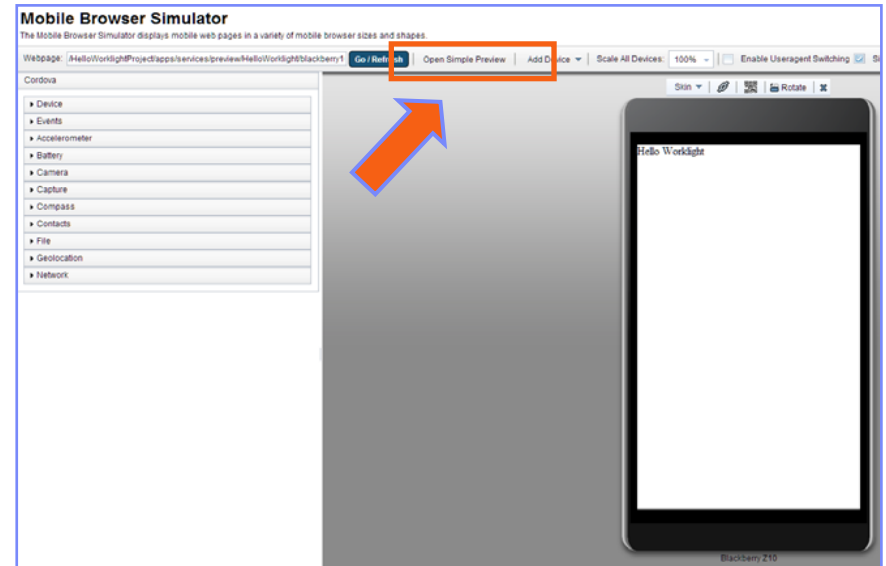 Mobile Browser Simulator
The Mobile Browser Simulator displays mobile web pages in a variety of mobile browser sizes and shapes.
Webpage: /HelloWorklightProject/apps/services/preview/HelloWorklight/blackberry1 Go / Refresh Open Simple Preview Add Device Scale All Devices: 100% Enable Useragent Switching
Cordova
Skin Rotate
Device
Events
Accelerometer
Battery
Camera
Capture
Compass
Contacts
File
Geolocation
Network
Hello Worklight
Blackberry Z10